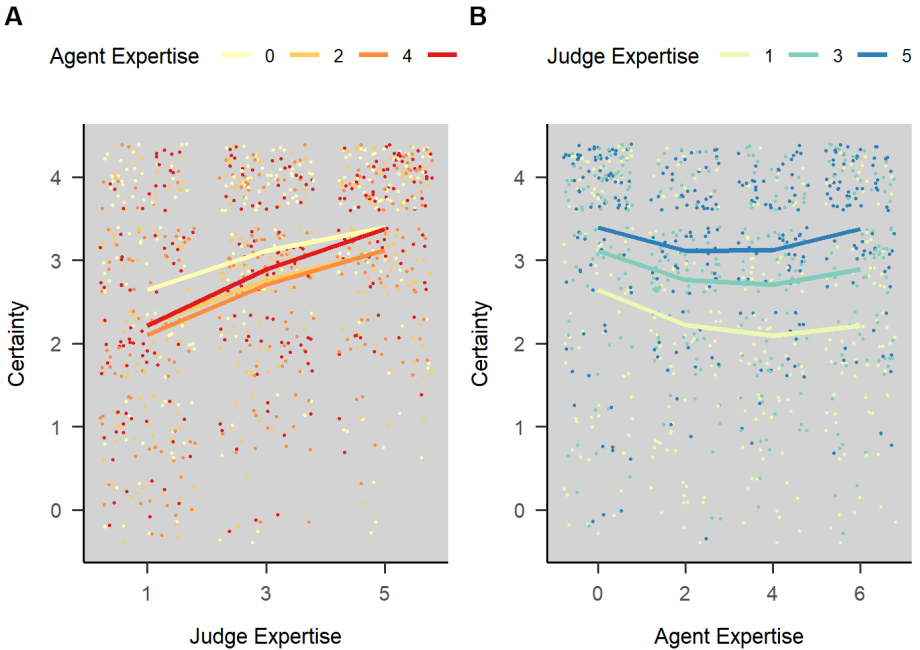 A
B
Agent Expertise 0 2 4
Judge Expertise 1 3 5
Certainty
4
3
2
1
0
1 3 5
Judge Expertise
Certainty
4
3
2
1
0
0 2 4 6
Agent Expertise